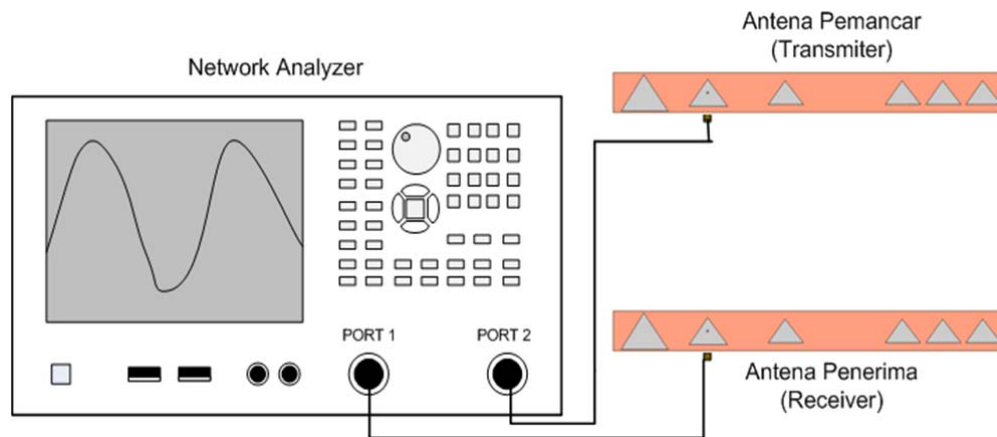 Antena Pemancar
(Transmiter)
Network Analyzer
PORT 1
PORT 2
Antena Penerima
(Receiver)